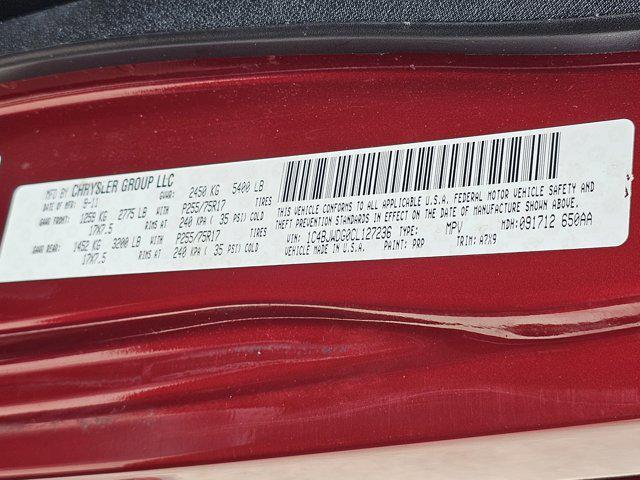 MFD BY CHRYSLER GROUP LLC
DATE OF MFR 9-11 GVWR: 2450 KG 5400 LB
GAWR FRONT: 1259 KG 2775 LB WITH P255/75R17 TIRES
17X7.5 RIMS AT 240 KPA ( 35 PSI) COLD
GAWR REAR: 1452 KG 3200 LB WITH P255/75R17 TIRES
17X7.5 RIMS AT 240 KPA ( 35 PSI) COLD
THIS VEHICLE CONFORMS TO ALL APPLICABLE U.S.A. FEDERAL MOTOR VEHICLE SAFETY AND
THEFT PREVENTION STANDARDS IN EFFECT ON THE DATE OF MANUFACTURE SHOWN ABOVE.
VIN: 1C4BJWDG0CL127236 TYPE: MPV MDH: 091712 650AA
VEHICLE MADE IN U.S.A. PAINT: PRP TRIM: A7X9